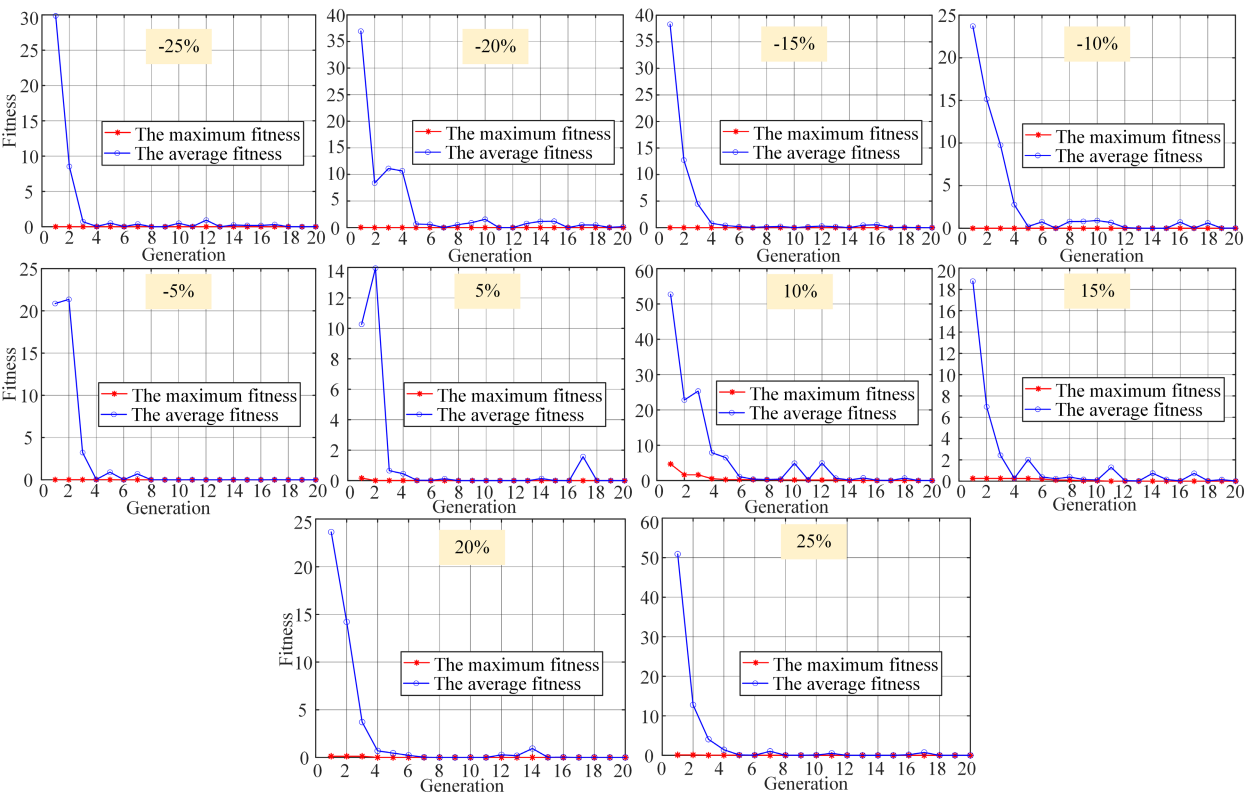 -25%
30
25
20
15
10
5
0
Fitness
The maximum fitness
The average fitness
0 2 4 6 8 10 12 14 16 18 20
Generation
-20%
40
35
30
25
20
15
10
5
0
The maximum fitness
The average fitness
0 2 4 6 8 10 12 14 16 18 20
Generation
-15%
40
35
30
25
20
15
10
5
0
The maximum fitness
The average fitness
0 2 4 6 8 10 12 14 16 18 20
Generation
-10%
25
20
15
10
5
0
The maximum fitness
The average fitness
0 2 4 6 8 10 12 14 16 18 20
Generation
-5%
25
20
15
10
5
0
Fitness
The maximum fitness
The average fitness
0 2 4 6 8 10 12 14 16 18 20
Generation
5%
14
12
10
8
6
4
2
0
The maximum fitness
The average fitness
0 2 4 6 8 10 12 14 16 18 20
Generation
10%
60
50
40
30
20
10
0
The maximum fitness
The average fitness
0 2 4 6 8 10 12 14 16 18 20
Generation
15%
20
18
16
14
12
10
8
6
4
2
0
The maximum fitness
The average fitness
0 2 4 6 8 10 12 14 16 18 20
Generation
20%
25
20
15
10
5
0
Fitness
The maximum fitness
The average fitness
0 2 4 6 8 10 12 14 16 18 20
Generation
25%
60
50
40
30
20
10
0
The maximum fitness
The average fitness
0 2 4 6 8 10 12 14 16 18 20
Generation